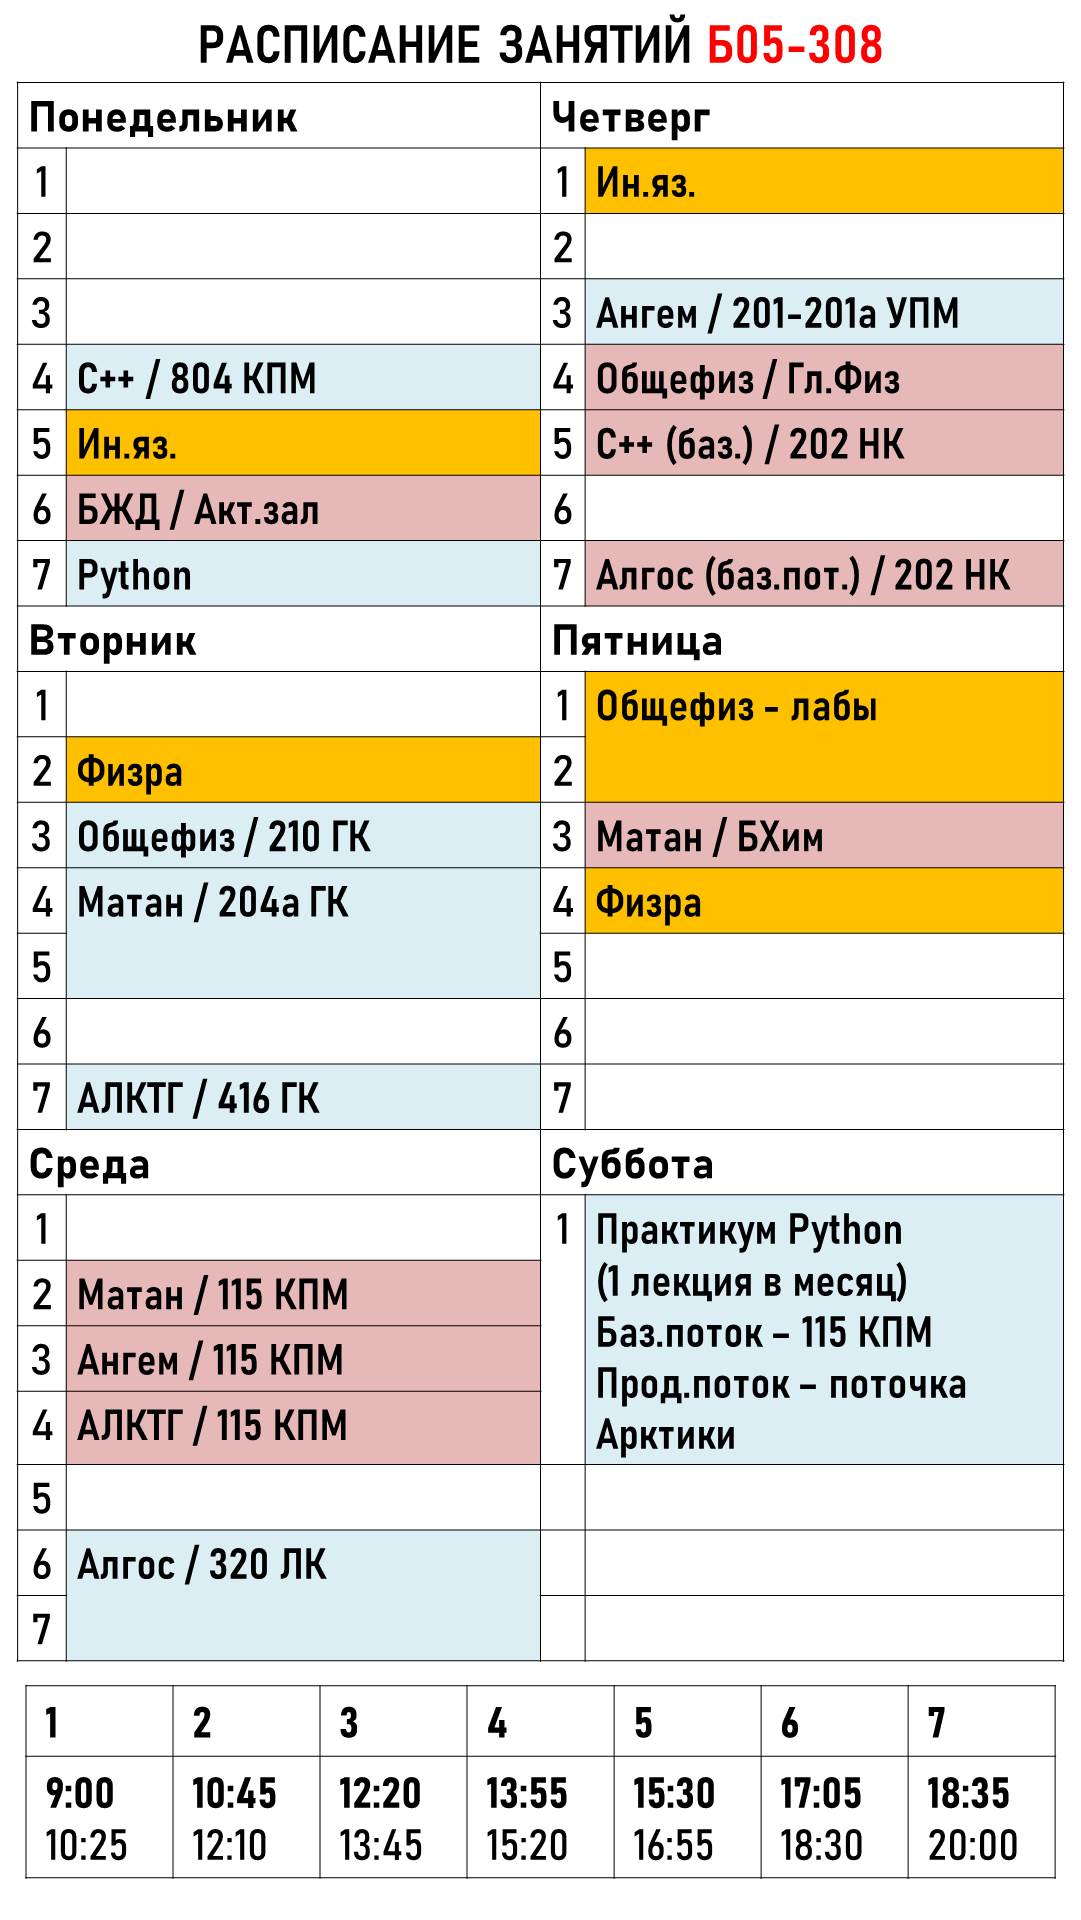 РАСПИСАНИЕ ЗАНЯТИЙ Б05-308
Понедельник
1
2
3
4 С++ / 804 КПМ
5 Ин.яз.
6 БЖД / Акт.зал
7 Python
Вторник
1
2 Физра
3 Общефиз / 210 ГК
4 Матан / 204а ГК
5
6
7 АЛКТГ / 416 ГК
Среда
1
2 Матан / 115 КПМ
3 Ангем / 115 КПМ
4 АЛКТГ / 115 КПМ
5
6 Алгос / 320 ЛК
7
Четверг
1 Ин.яз.
2
3 Ангем / 201-201а УПМ
4 Общефиз / Гл.Физ
5 С++ (баз.) / 202 НК
6
7 Алгос (баз.пот.) / 202 НК
Пятница
1 Общефиз - лабы
2
3 Матан / БХим
4 Физра
5
6
7
Суббота
1 Практикум Python
(1 лекция в месяц)
Баз.поток – 115 КПМ
Прод.поток – поточка
Арктики
1 2 3 4 5 6 7
9:00 10:45 12:20 13:55 15:30 17:05 18:35
10:25 12:10 13:45 15:20 16:55 18:30 20:00